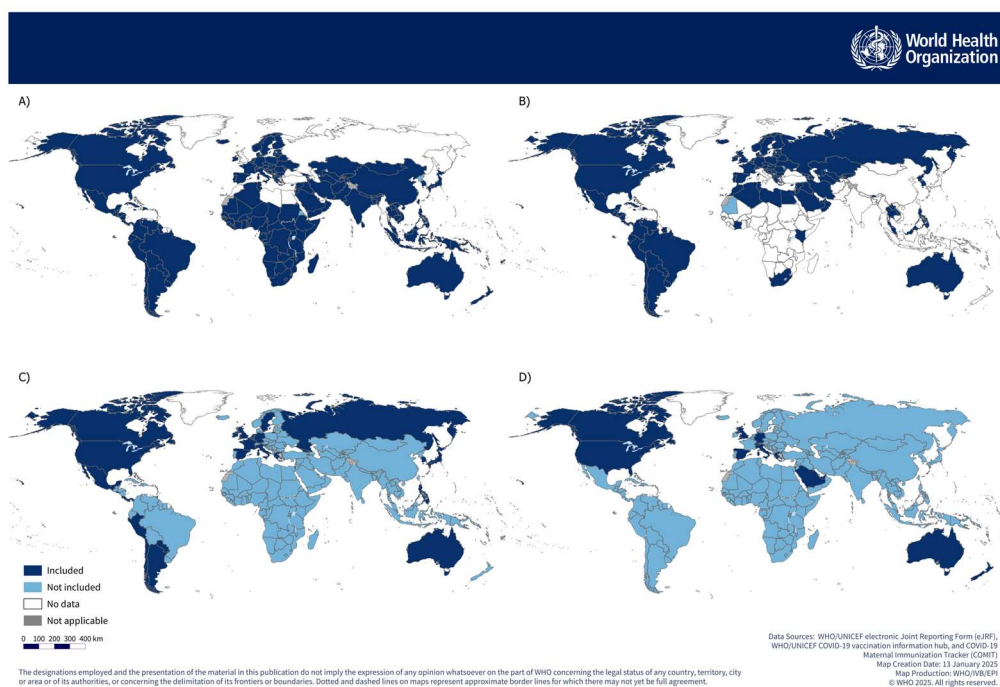 World Health
Organization
A)
B)
C)
D)
Included
Not included
No data
Not applicable
0 100 200 300 400 km
Data Sources: WHO/UNICEF electronic Joint Reporting Form (eJRF),
WHO/UNICEF COVID-19 vaccination information hub, and COVID-19
Maternal Immunization Tracker (COMIT)
Map Creation Date: 13 January 2025
Map Production: WHO/IVB/EPI
© WHO 2025. All rights reserved.
The designations employed and the presentation of the material in this publication do not imply the expression of any opinion whatsoever on the part of WHO concerning the legal status of any country, territory, city
or area or of its authorities, or concerning the delimitation of its frontiers or boundaries. Dotted and dashed lines on maps represent approximate border lines for which there may not yet be full agreement.